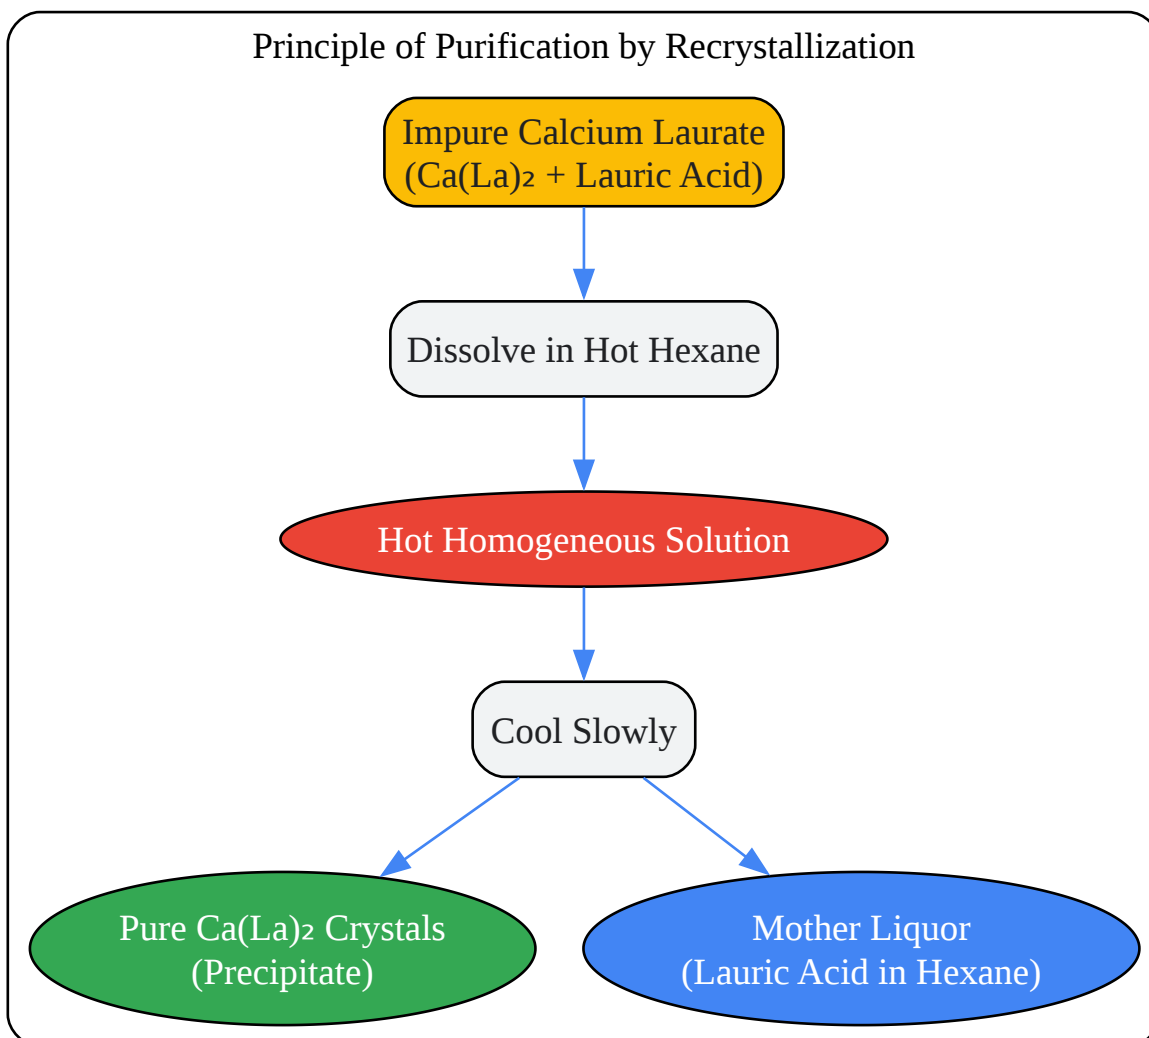 Principle of Purification by Recrystallization
Impure Calcium Laurate
(Ca(La)₂ + Lauric Acid)
Dissolve in Hot Hexane
Hot Homogeneous Solution
Cool Slowly
Pure Ca(La)₂ Crystals
(Precipitate)
Mother Liquor
(Lauric Acid in Hexane)